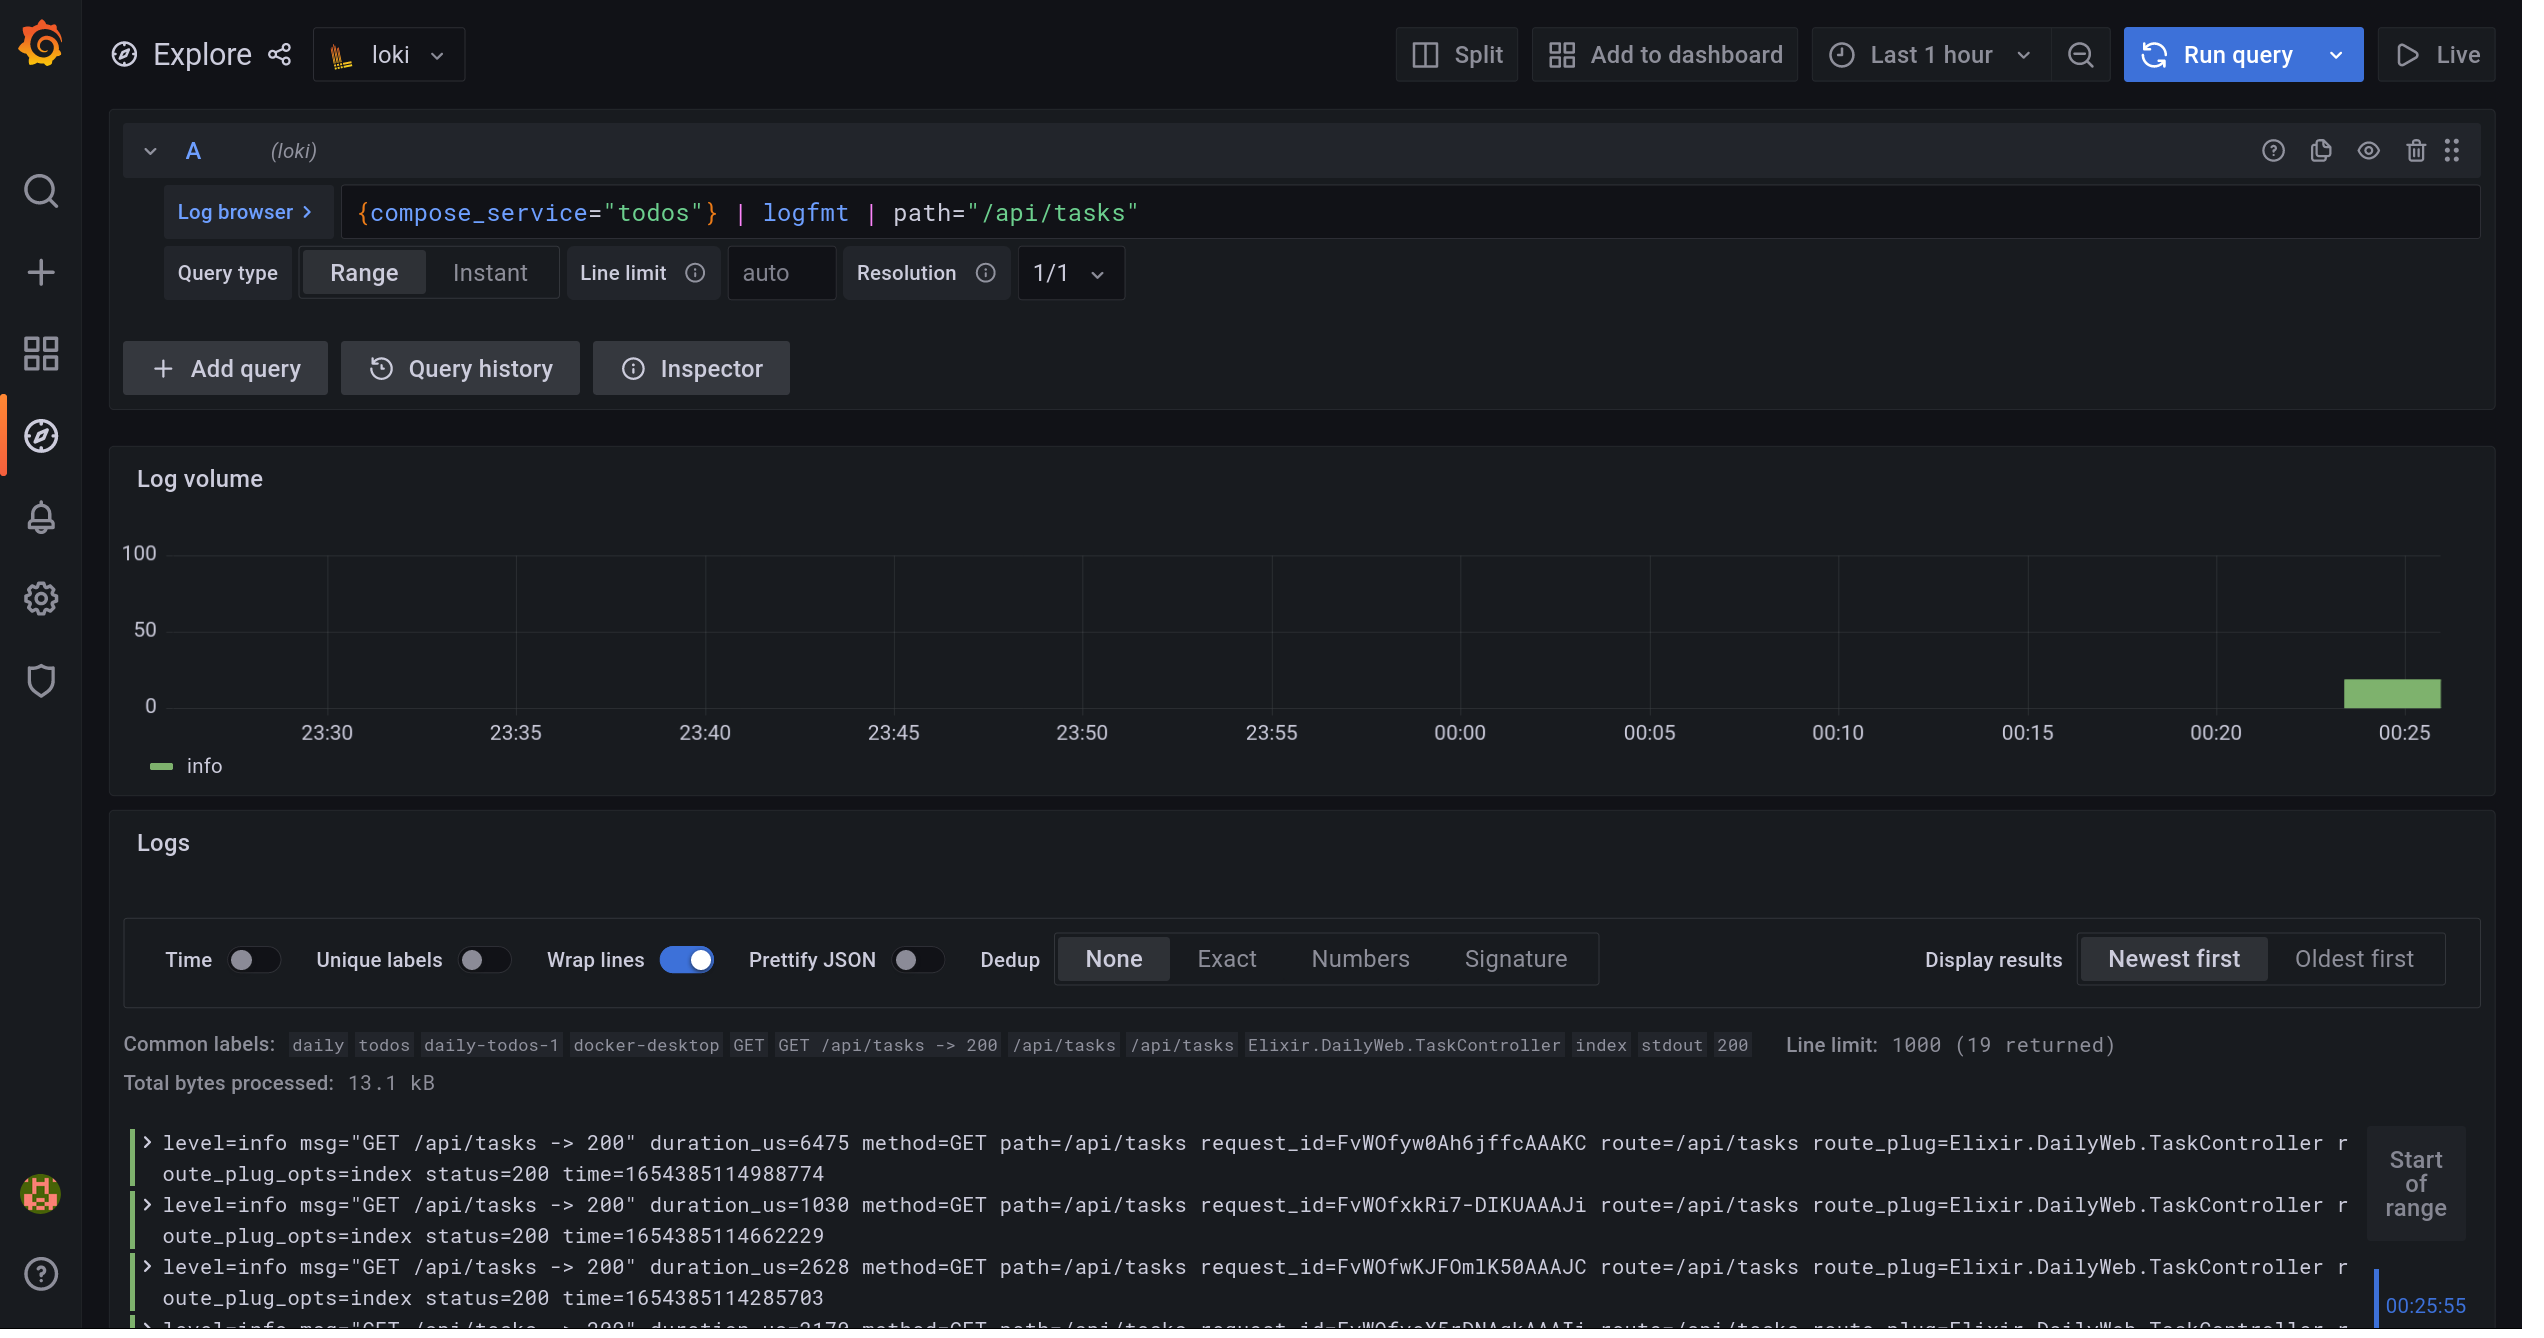 Explore loki Split Add to dashboard Last 1 hour Run query Live
A (loki)
Log browser {compose_service="todos"} | logfmt | path="/api/tasks"
Query type Range Instant Line limit auto Resolution 1/1
Add query Query history Inspector
Log volume
100
50
0
23:30 23:35 23:40 23:45 23:50 23:55 00:00 00:05 00:10 00:15 00:20 00:25
info
Logs
Time Unique labels Wrap lines Prettify JSON Dedup None Exact Numbers Signature Display results Newest first Oldest first
Common labels: daily todos daily-todos-1 docker-desktop GET GET /api/tasks -> 200 /api/tasks /api/tasks Elixir.DailyWeb.TaskController index stdout 200 Line limit: 1000 (19 returned)
Total bytes processed: 13.1 kB
level=info msg="GET /api/tasks -> 200" duration_us=6475 method=GET path=/api/tasks request_id=FvWOfyw0Ah6jffcAAAKC route=/api/tasks route_plug=Elixir.DailyWeb.TaskController r
oute_plug_opts=index status=200 time=1654385114988774
level=info msg="GET /api/tasks -> 200" duration_us=1030 method=GET path=/api/tasks request_id=FvWOfxkRi7-DIKUAAAJi route=/api/tasks route_plug=Elixir.DailyWeb.TaskController r
oute_plug_opts=index status=200 time=1654385114662229
level=info msg="GET /api/tasks -> 200" duration_us=2628 method=GET path=/api/tasks request_id=FvWOfwKJFOmlK50AAAJC route=/api/tasks route_plug=Elixir.DailyWeb.TaskController r
oute_plug_opts=index status=200 time=1654385114285703
Start
of
range
00:25:55